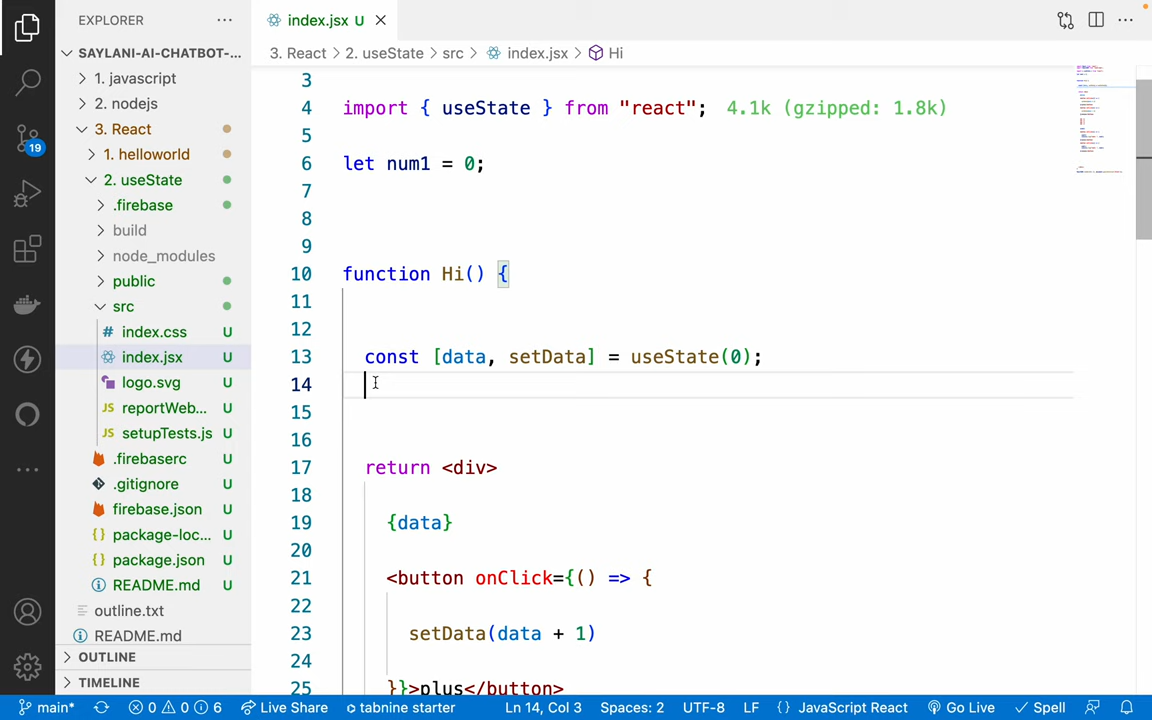 EXPLORER
SAYLANI-AI-CHATBOT-...
1. javascript
2. nodejs
3. React
1. helloworld
2. useState
.firebase
build
node_modules
public
src
index.css U
index.jsx U
logo.svg U
JS reportWeb... U
JS setupTests.js U
.firebaserc U
.gitignore U
firebase.json U
{} package-loc... U
{} package.json U
README.md U
outline.txt
README.md
OUTLINE
TIMELINE
19
index.jsx U
3. React > 2. useState > src > index.jsx > Hi
3
4 import { useState } from "react"; 4.1k (gzipped: 1.8k)
5
6 let num1 = 0;
7
8
9
10 function Hi() {
11
12
13 const [data, setData] = useState(0);
14
15
16
17 return <div>
18
19 {data}
20
21 <button onClick={() => {
22
23 setData(data + 1)
24
25 }}>plus</button>
main* 0 0 6 Live Share tabnine starter Ln 14, Col 3 Spaces: 2 UTF-8 LF {} JavaScript React Go Live Spell